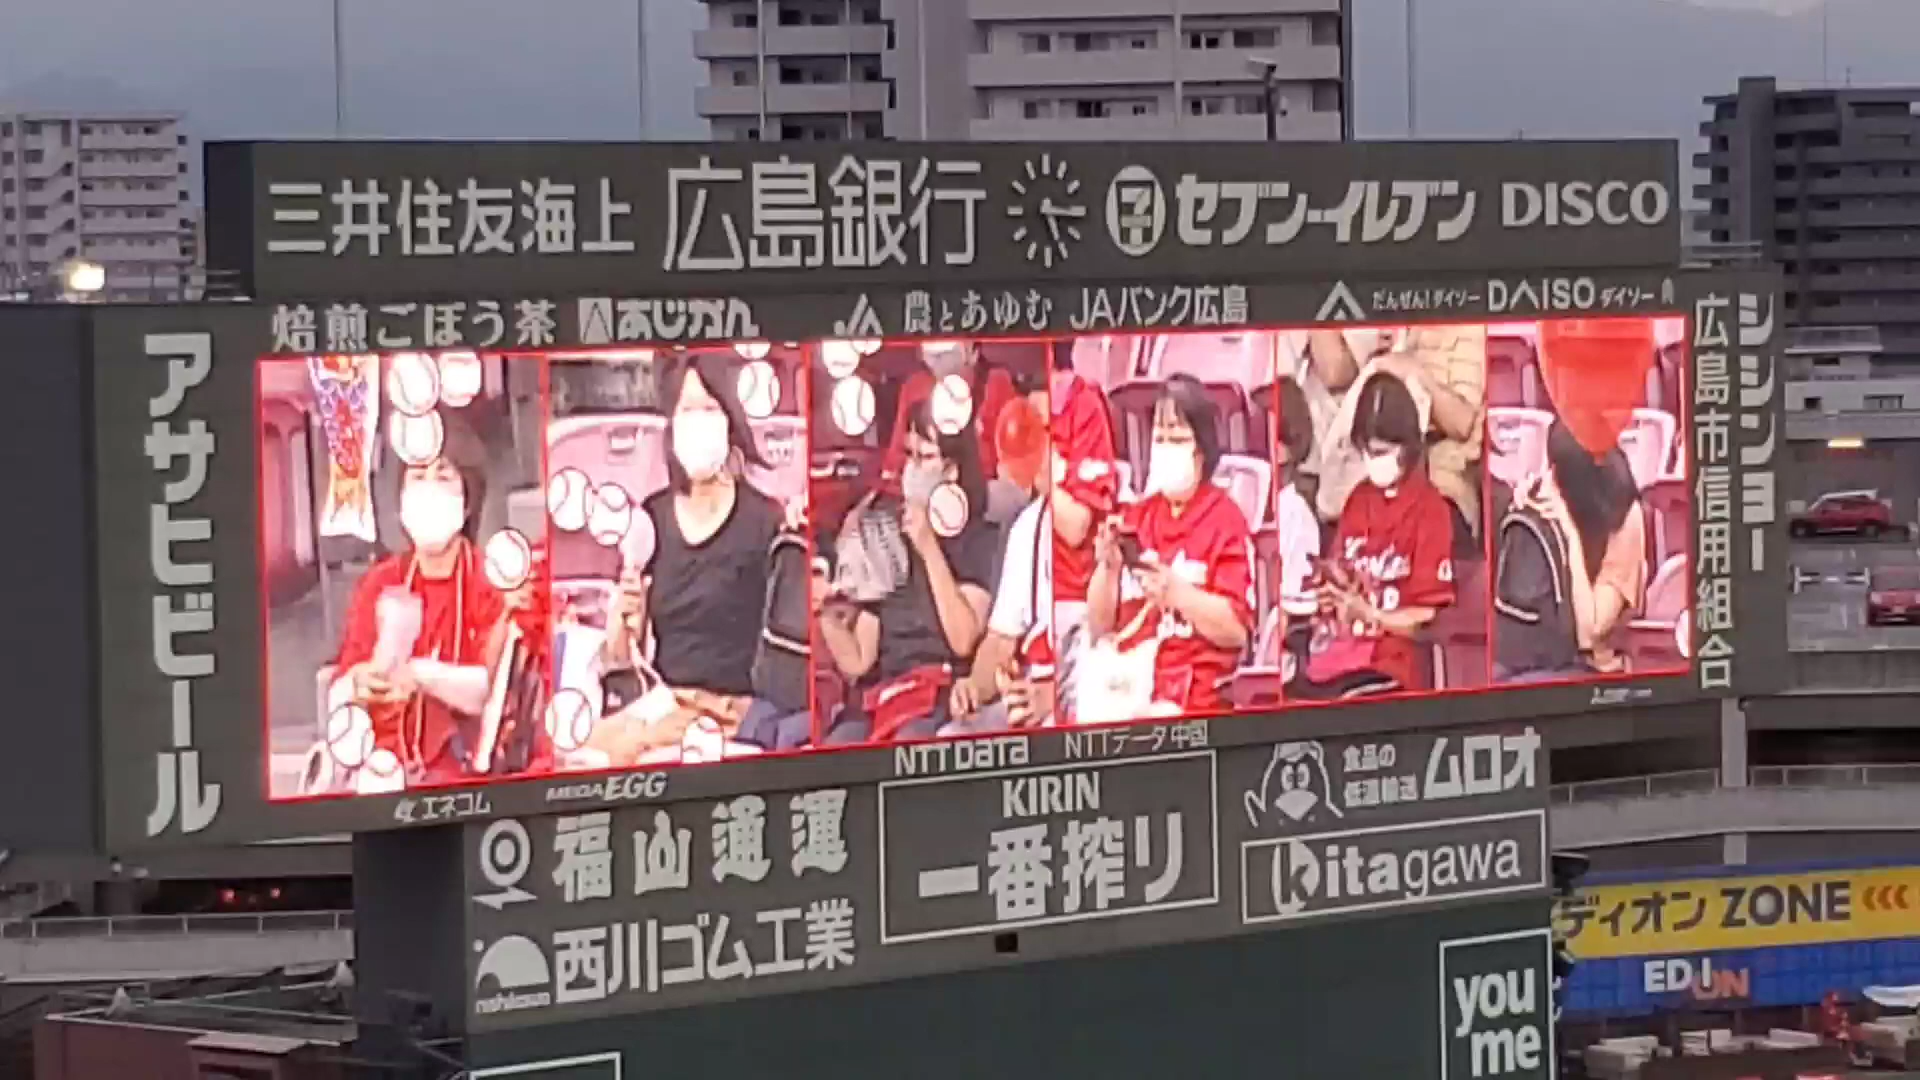 三井住友海上 広島銀行 セブン-イレブン DISCO
焙煎ごぼう茶 あじかん 農とあゆむ JAバンク広島 だんぜん!ダイソー DAISO ダイソー
アサヒビール
シシンヨー
広島市信用組合
エネコム MEGA EGG NTT DATA NTTデータ中国
福山通運
KIRIN
一番搾り
食品の
低温輸送 ムロオ
kitagawa
nishikawa 西川ゴム工業
ディオン ZONE
EDION
you
me